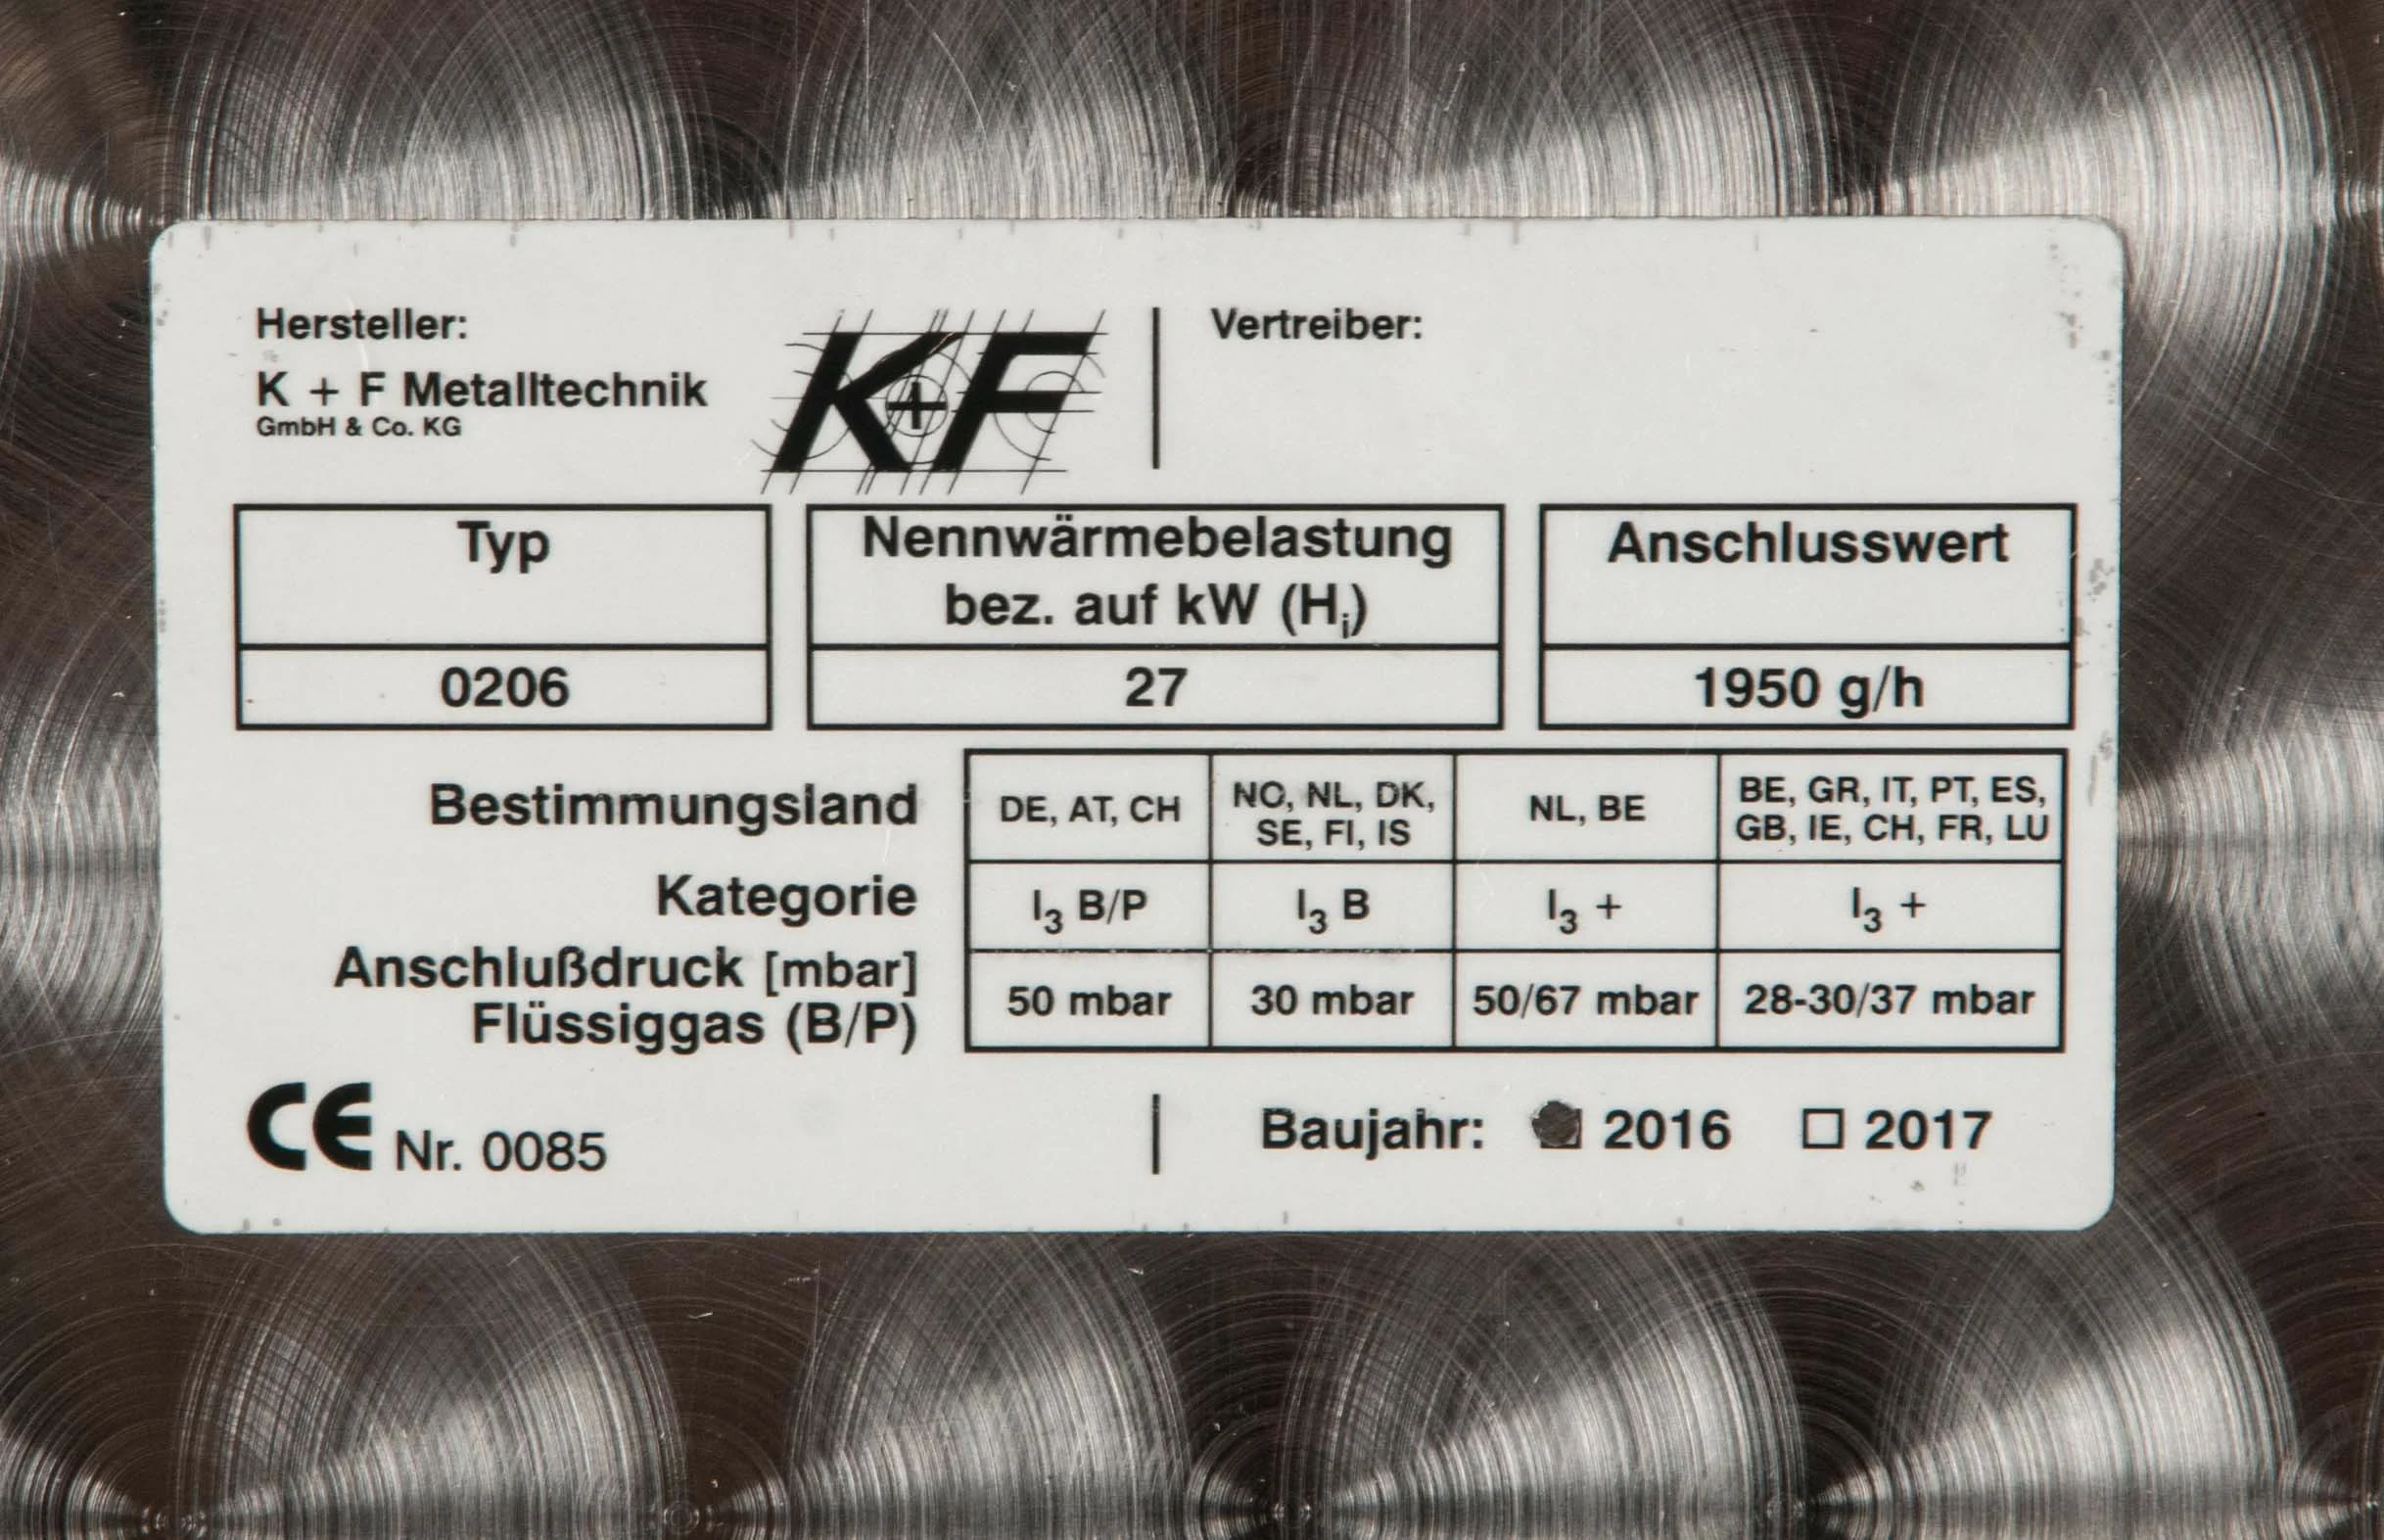 Hersteller:
K + F Metalltechnik
GmbH & Co. KG
K+F
Vertreiber:
Typ
0206
Nennwärmebelastung
bez. auf kW (Hᵢ)
27
Anschlusswert
1950 g/h
Bestimmungsland
DE, AT, CH
NO, NL, DK,
SE, FI, IS
NL, BE
BE, GR, IT, PT, ES,
GB, IE, CH, FR, LU
Kategorie
I₃ B/P
I₃ B
I₃ +
I₃ +
Anschlußdruck [mbar]
Flüssiggas (B/P)
50 mbar
30 mbar
50/67 mbar
28-30/37 mbar
CE Nr. 0085
Baujahr: ■ 2016 □ 2017